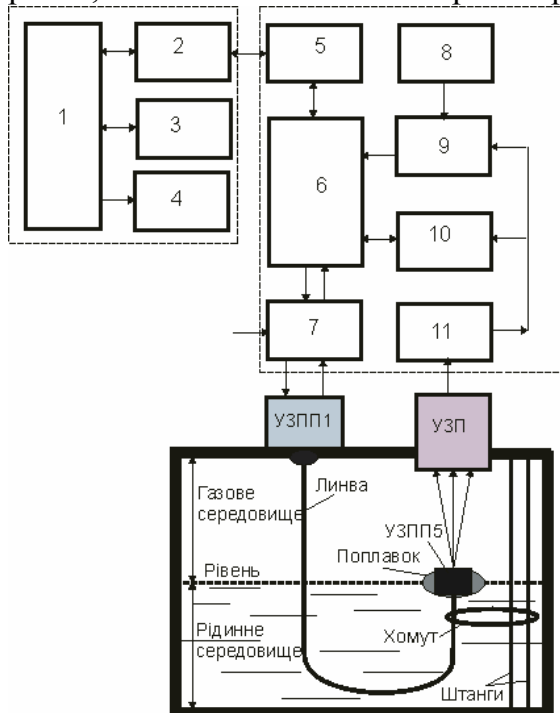 2
5
8
1
3
6
9
4
10
7
11
УЗПП1
УЗП
Газове
середовище
Линва
УЗПП5
Поплавок
Рівень
Рідинне
середовище
Хомут
Штанги